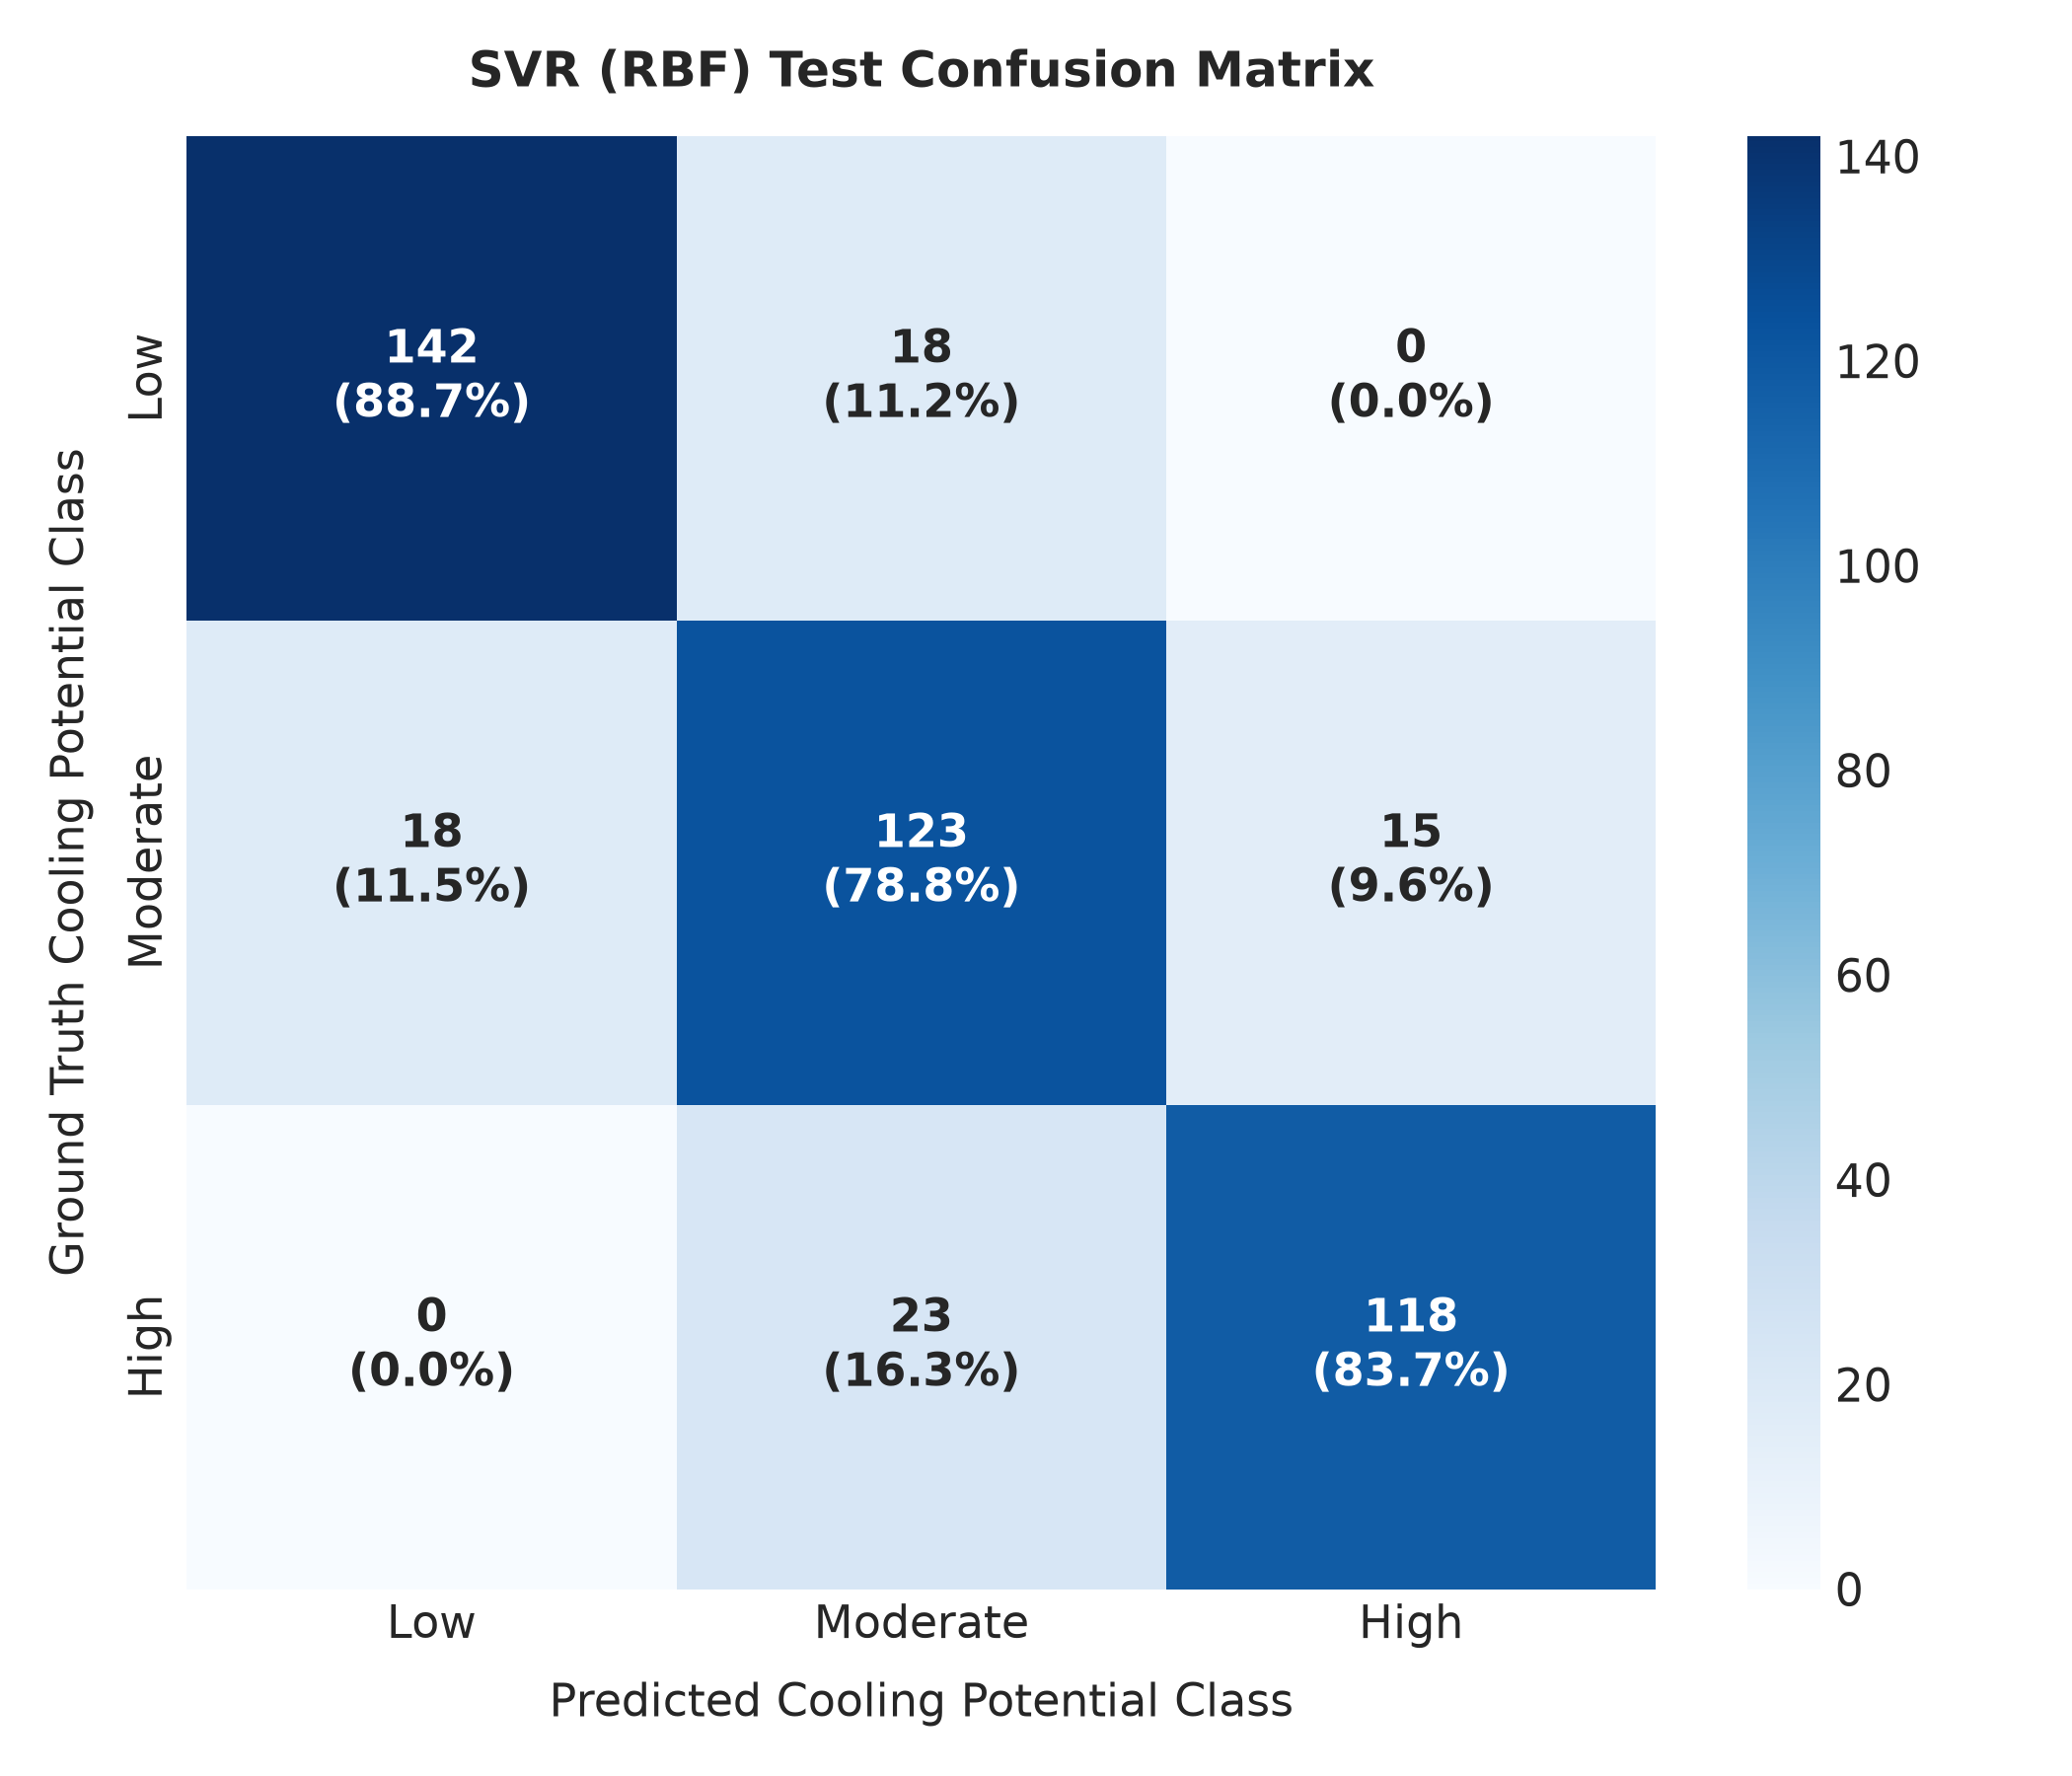 SVR (RBF) Test Confusion Matrix
Ground Truth Cooling Potential Class
Low
142
(88.7%)
18
(11.2%)
0
(0.0%)
Moderate
18
(11.5%)
123
(78.8%)
15
(9.6%)
High
0
(0.0%)
23
(16.3%)
118
(83.7%)
Low
Moderate
High
Predicted Cooling Potential Class
140
120
100
80
60
40
20
0